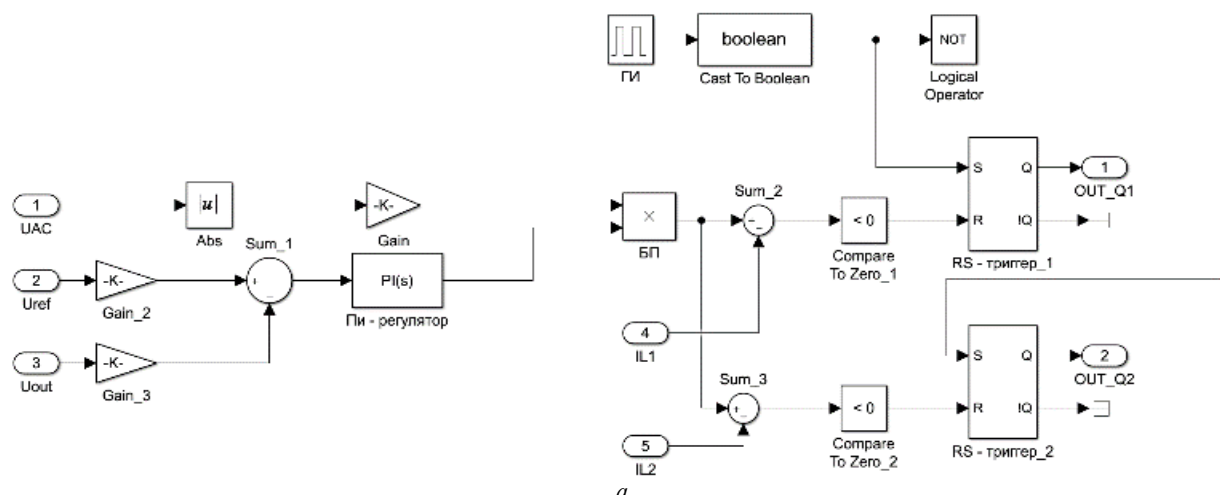 boolean
NOT
ГИ
Cast To Boolean
Logical
Operator
S
Q
1
OUT_Q1
R
!Q
RS - триггер_1
1
UAC
|u|
Abs
-K-
Gain
×
БП
Sum_2
−
−
< 0
Compare
To Zero_1
Sum_1
+
−
2
Uref
-K-
Gain_2
PI(s)
Пи - регулятор
3
Uout
-K-
Gain_3
4
IL1
S
Q
2
OUT_Q2
R
!Q
RS - триггер_2
Sum_3
+
−
< 0
Compare
To Zero_2
5
IL2
а